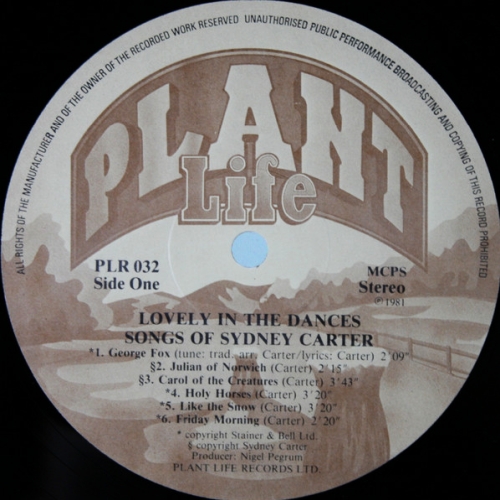 ALL RIGHTS OF THE MANUFACTURER AND OF THE OWNER OF THE RECORDED WORK RESERVED UNAUTHORISED PUBLIC PERFORMANCE BROADCASTING AND COPYING OF THIS RECORD PROHIBITED
PLANT
Life
PLR 032
Side One
MCPS
Stereo
℗ 1981
LOVELY IN THE DANCES
SONGS OF SYDNEY CARTER
*1. George Fox (tune: trad. arr. Carter/lyrics: Carter) 2'09"
§2. Julian of Norwich (Carter) 2'15"
§3. Carol of the Creatures (Carter) 3'43"
*4. Holy Horses (Carter) 3'20"
*5. Like the Snow (Carter) 3'20"
*6. Friday Morning (Carter) 2'20"
* copyright Stainer & Bell Ltd.
§ copyright Sydney Carter
Producer: Nigel Pegrum
PLANT LIFE RECORDS LTD.